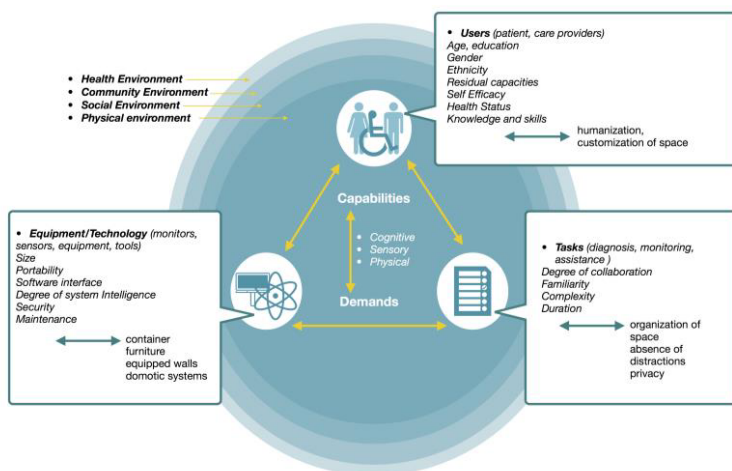 • Users (patient, care providers)
Age, education
Gender
Ethnicity
Residual capacities
Self Efficacy
Health Status
Knowledge and skills
humanization,
customization of space
• Health Environment
• Community Environment
• Social Environment
• Physical environment
Capabilities
• Cognitive
• Sensory
• Physical
Demands
• Equipment/Technology (monitors,
sensors, equipment, tools)
Size
Portability
Software interface
Degree of system Intelligence
Security
Maintenance
container
furniture
equipped walls
domotic systems
• Tasks (diagnosis, monitoring,
assistance )
Degree of collaboration
Familiarity
Complexity
Duration
organization of
space
absence of
distractions
privacy